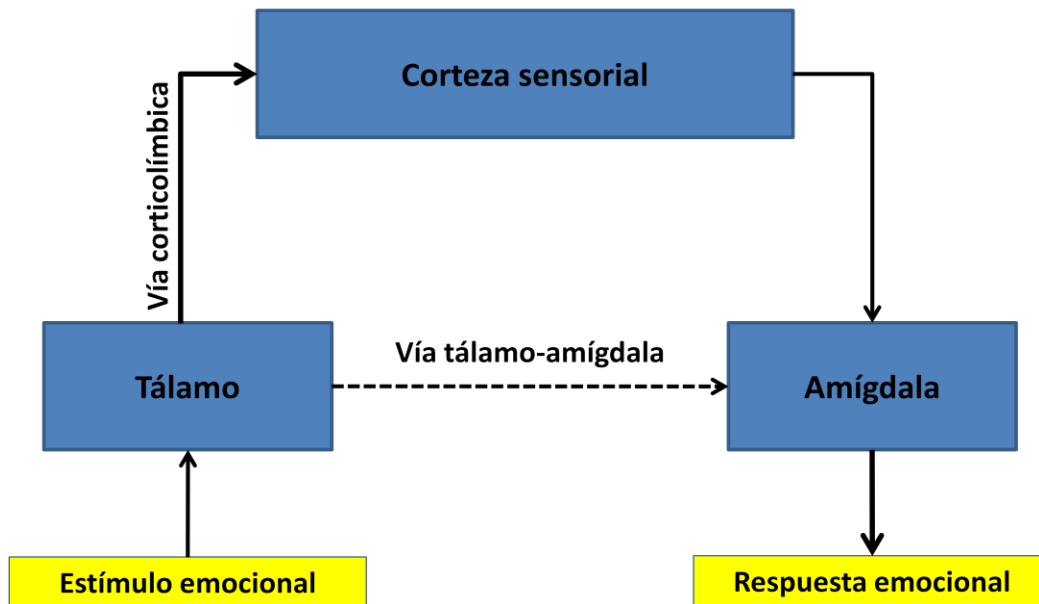 Corteza sensorial
Vía corticolímbica
Vía tálamo-amígdala
Tálamo
Amígdala
Estímulo emocional
Respuesta emocional